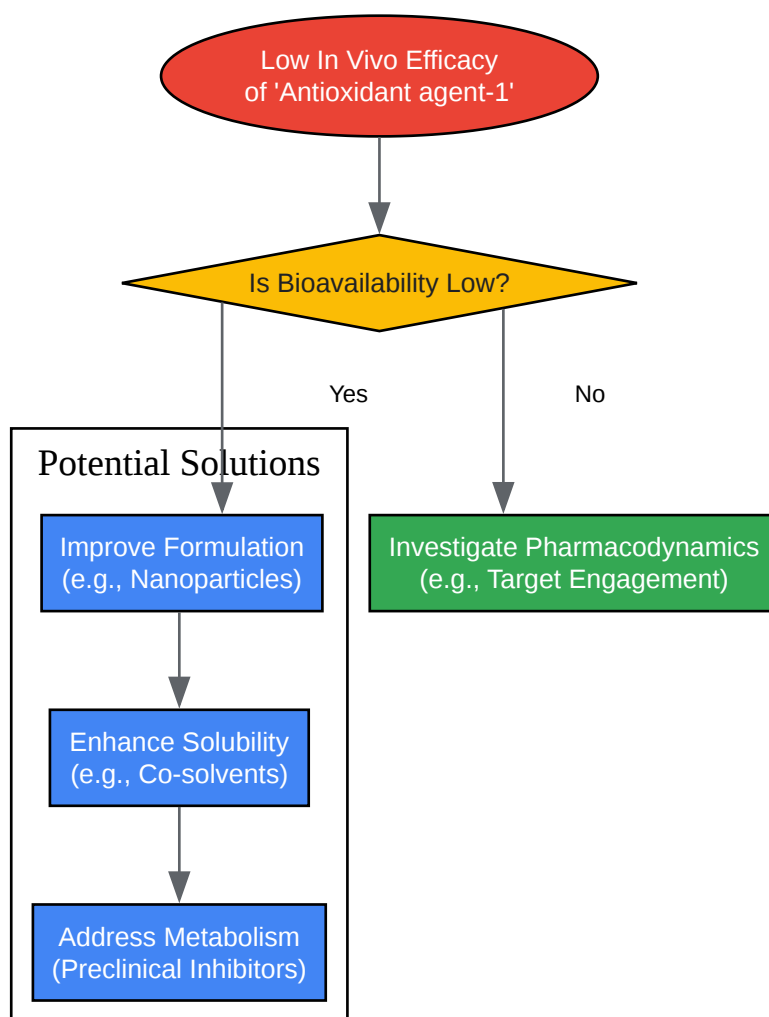 Low In Vivo Efficacy
of 'Antioxidant agent-1'
Is Bioavailability Low?
Yes
No
Potential Solutions
Improve Formulation
(e.g., Nanoparticles)
Investigate Pharmacodynamics
(e.g., Target Engagement)
Enhance Solubility
(e.g., Co-solvents)
Address Metabolism
(Preclinical Inhibitors)